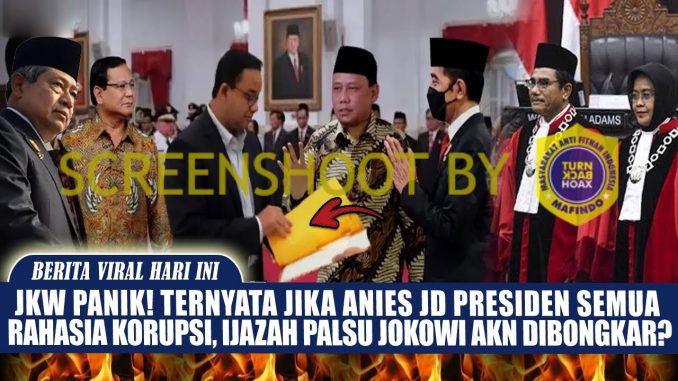 W ADAMS
SCREENSHOOT BY
MASYARAKAT ANTI FITNAH INDONESIA
TURN
BACK
HOAX
MAFINDO
BERITA VIRAL HARI INI
JKW PANIK! TERNYATA JIKA ANIES JD PRESIDEN SEMUA
RAHASIA KORUPSI, IJAZAH PALSU JOKOWI AKN DIBONGKAR?